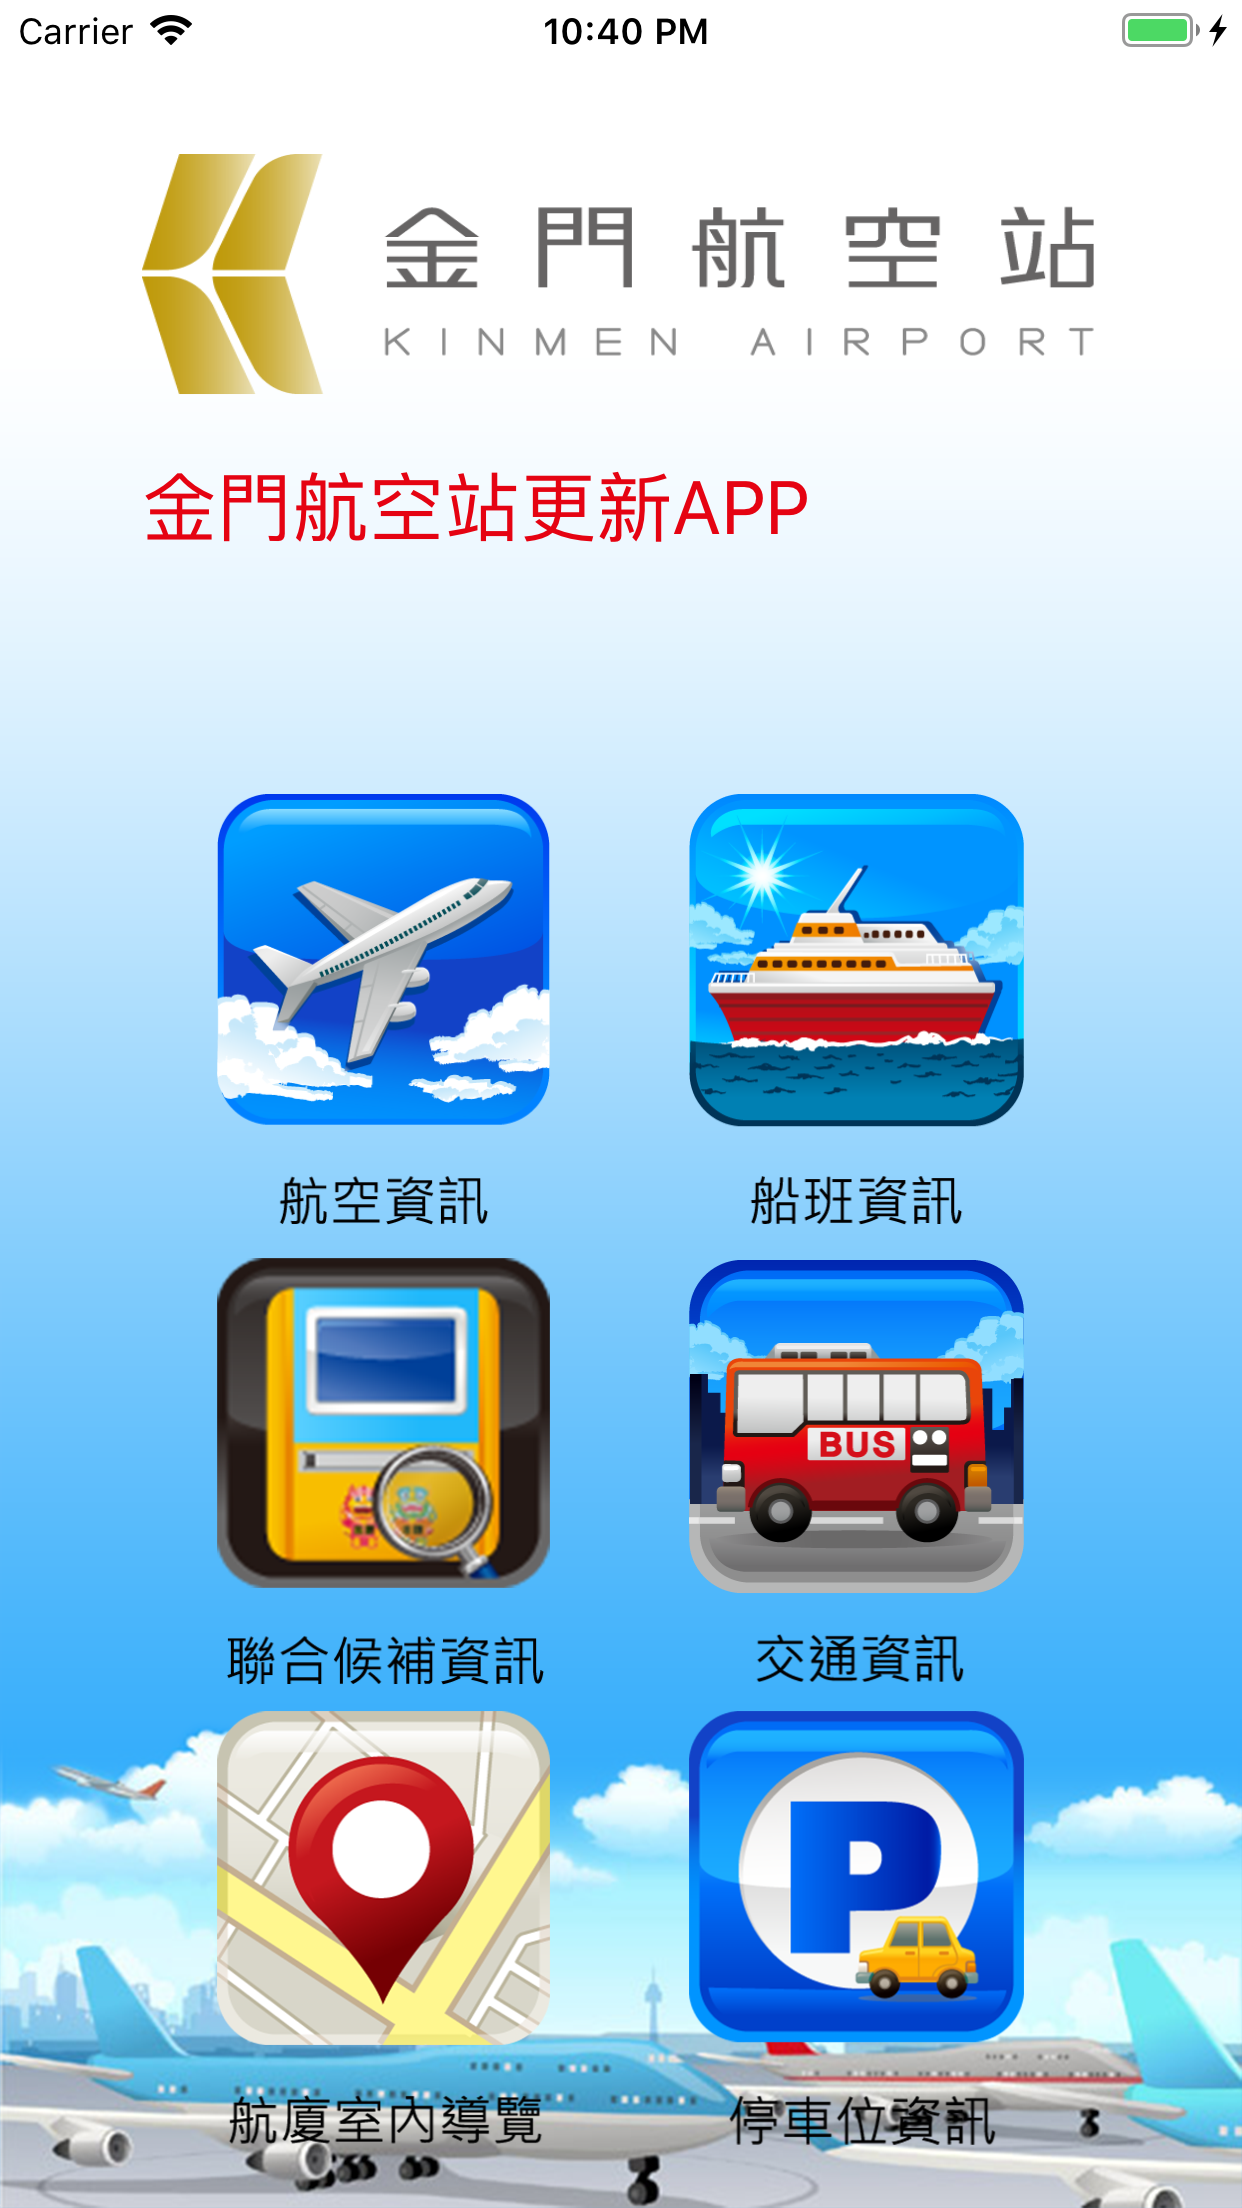 Carrier 10:40 PM
金門航空站
KINMEN AIRPORT
金門航空站更新APP
航空資訊 船班資訊
BUS
聯合候補資訊 交通資訊
P
航廈室內導覽 停車位資訊